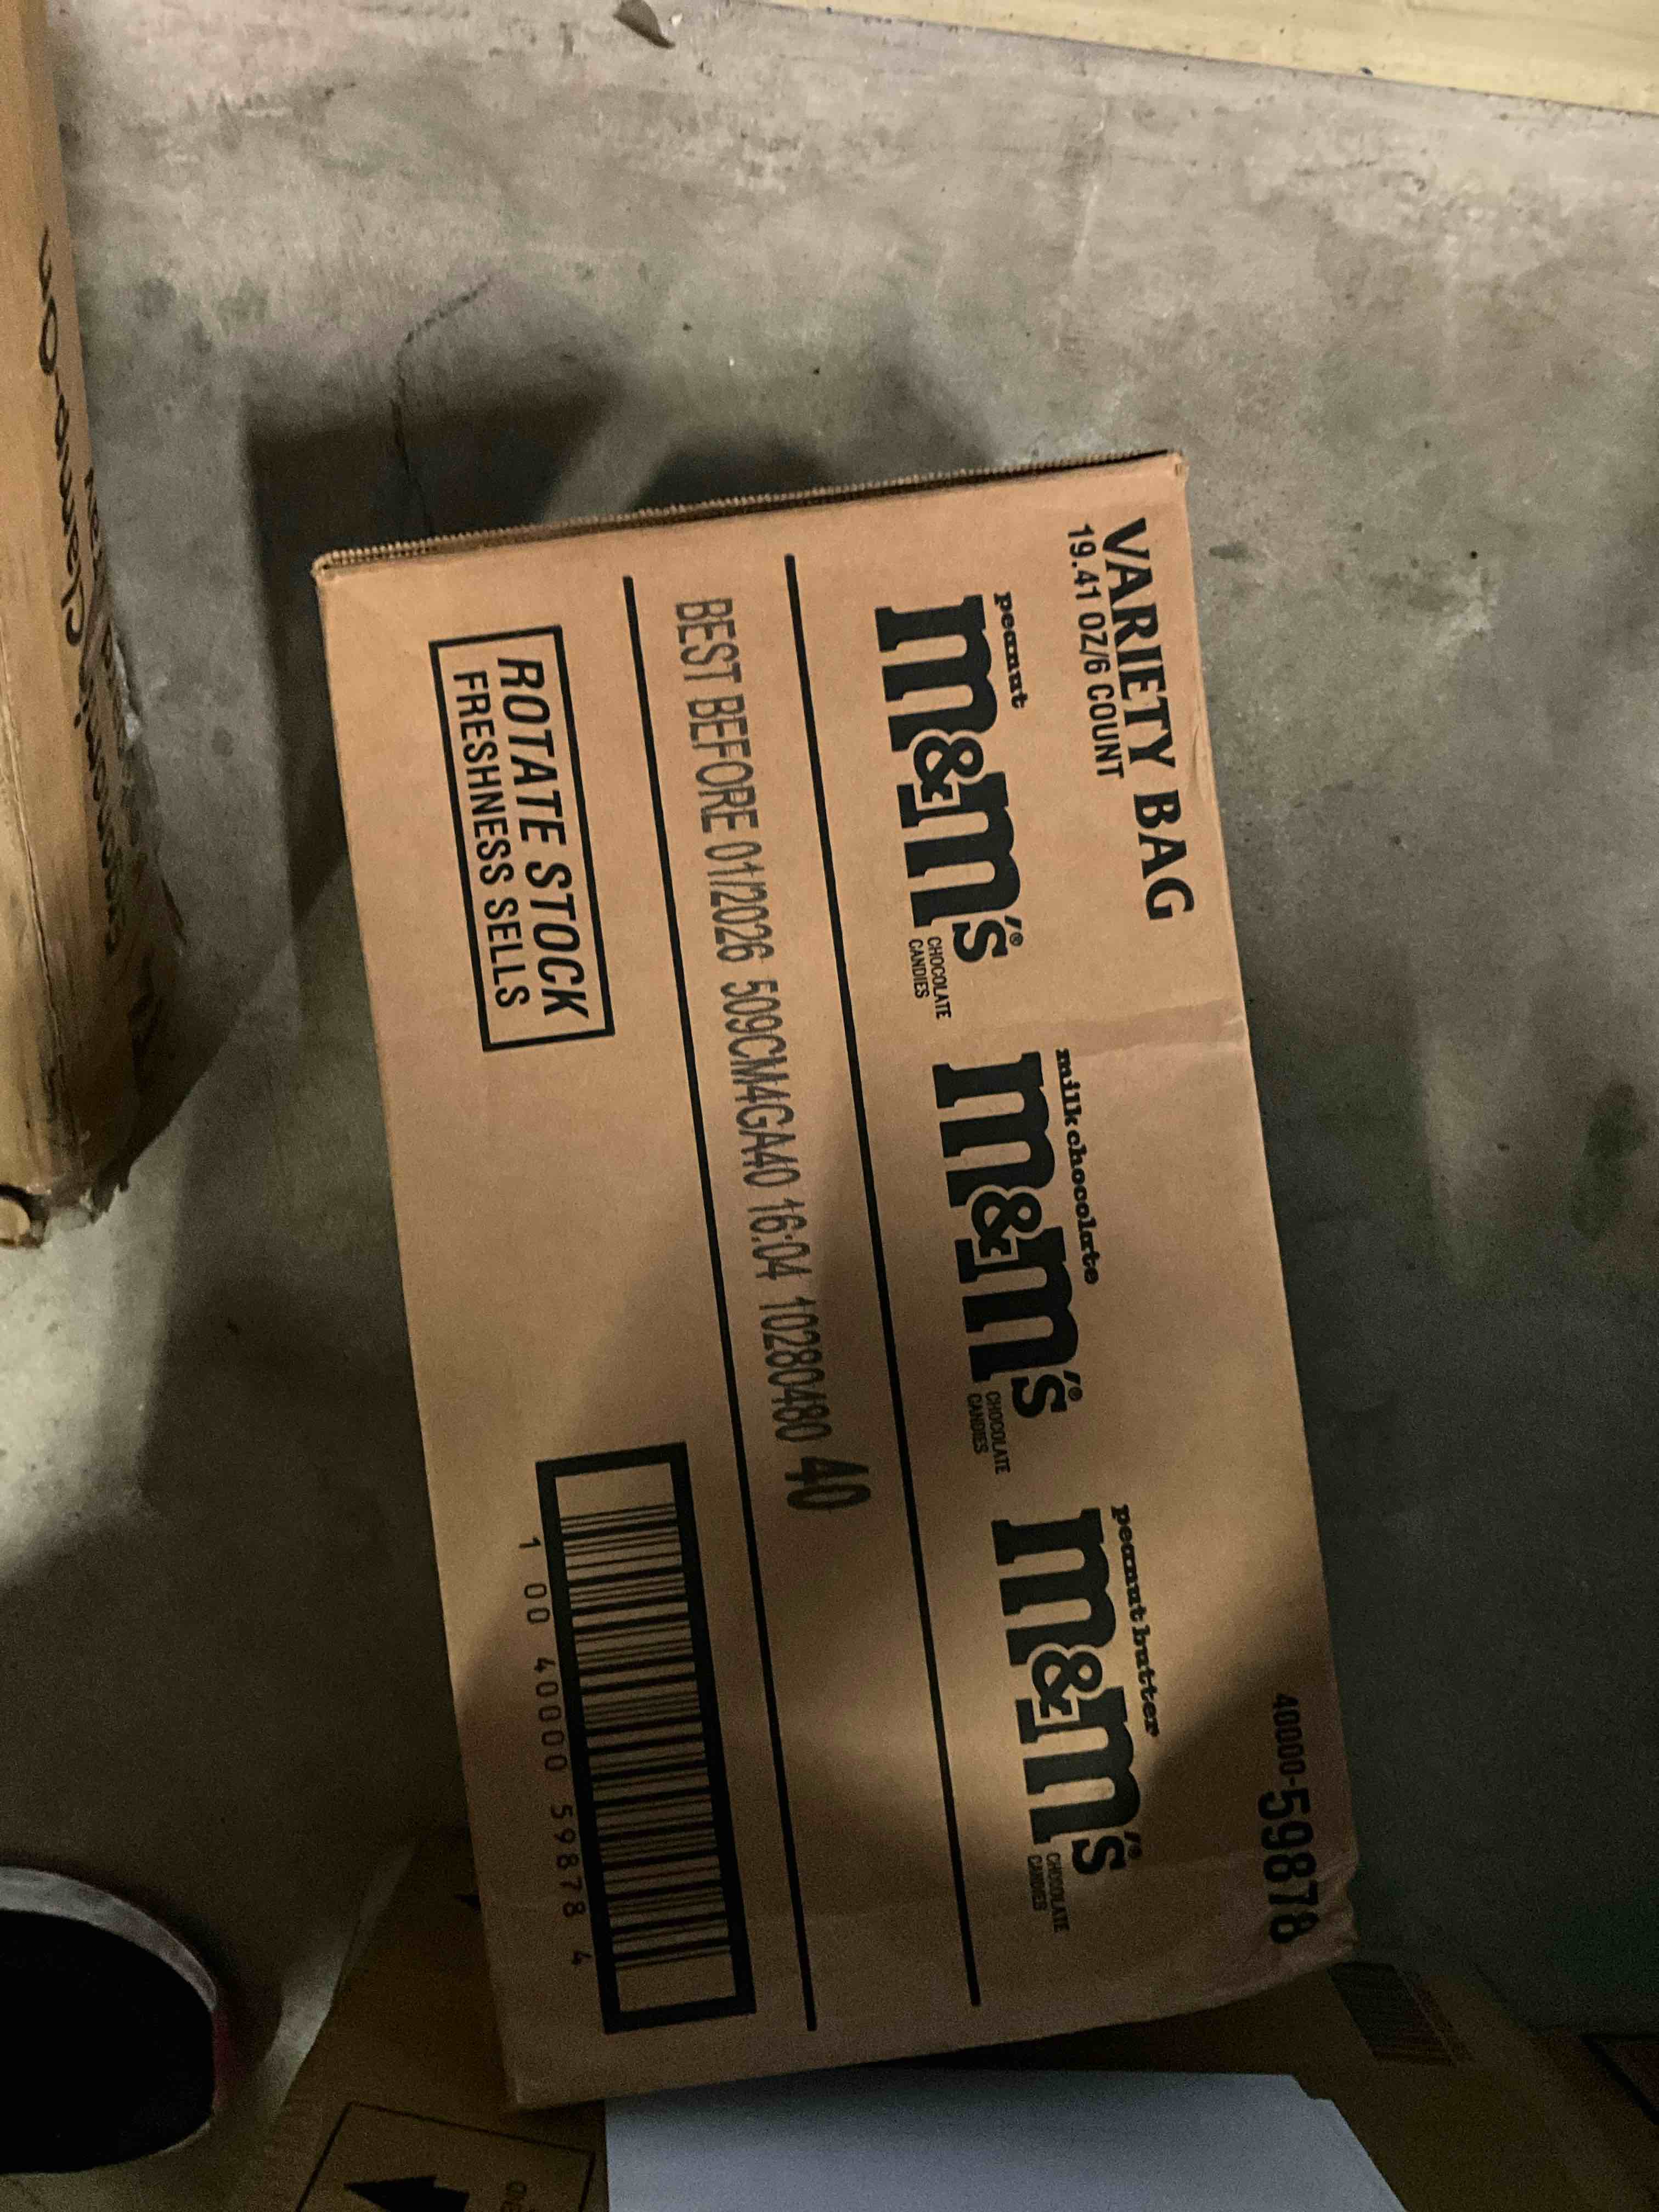 VARIETY BAG
19.41 OZ/6 COUNT
40000-59878
peanut
m&m's®
CHOCOLATE
CANDIES
milk chocolate
m&m's®
CHOCOLATE
CANDIES
peanut butter
m&m's®
CHOCOLATE
CANDIES
BEST BEFORE 01/2026 509CM4GA40 16:04 10280480 40
ROTATE STOCK
FRESHNESS SELLS
1 00 40000 59878 4